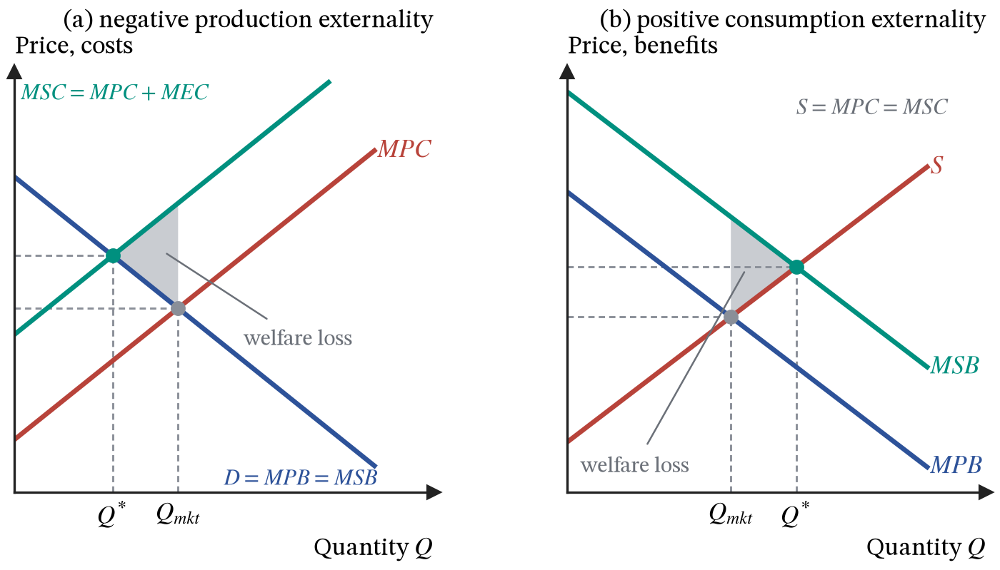 (a) negative production externality
Price, costs
MSC = MPC + MEC
MPC
welfare loss
D = MPB = MSB
Q*
Qmkt
Quantity Q
(b) positive consumption externality
Price, benefits
S = MPC = MSC
S
MSB
welfare loss
MPB
Qmkt
Q*
Quantity Q